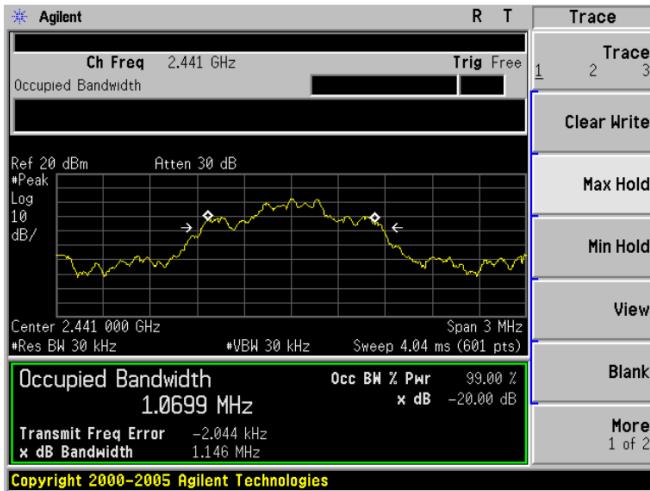 Agilent R T Trace
Ch Freq 2.441 GHz Trig Free
Occupied Bandwidth
Trace
1 2 3
Clear Write
Max Hold
Min Hold
View
Blank
More
1 of 2
Ref 20 dBm Atten 30 dB
#Peak
Log
10
dB/
Center 2.441 000 GHz Span 3 MHz
#Res BW 30 kHz #VBW 30 kHz Sweep 4.04 ms (601 pts)
Occupied Bandwidth Occ BW % Pwr 99.00 %
1.0699 MHz x dB -20.00 dB
Transmit Freq Error -2.044 kHz
x dB Bandwidth 1.146 MHz
Copyright 2000-2005 Agilent Technologies